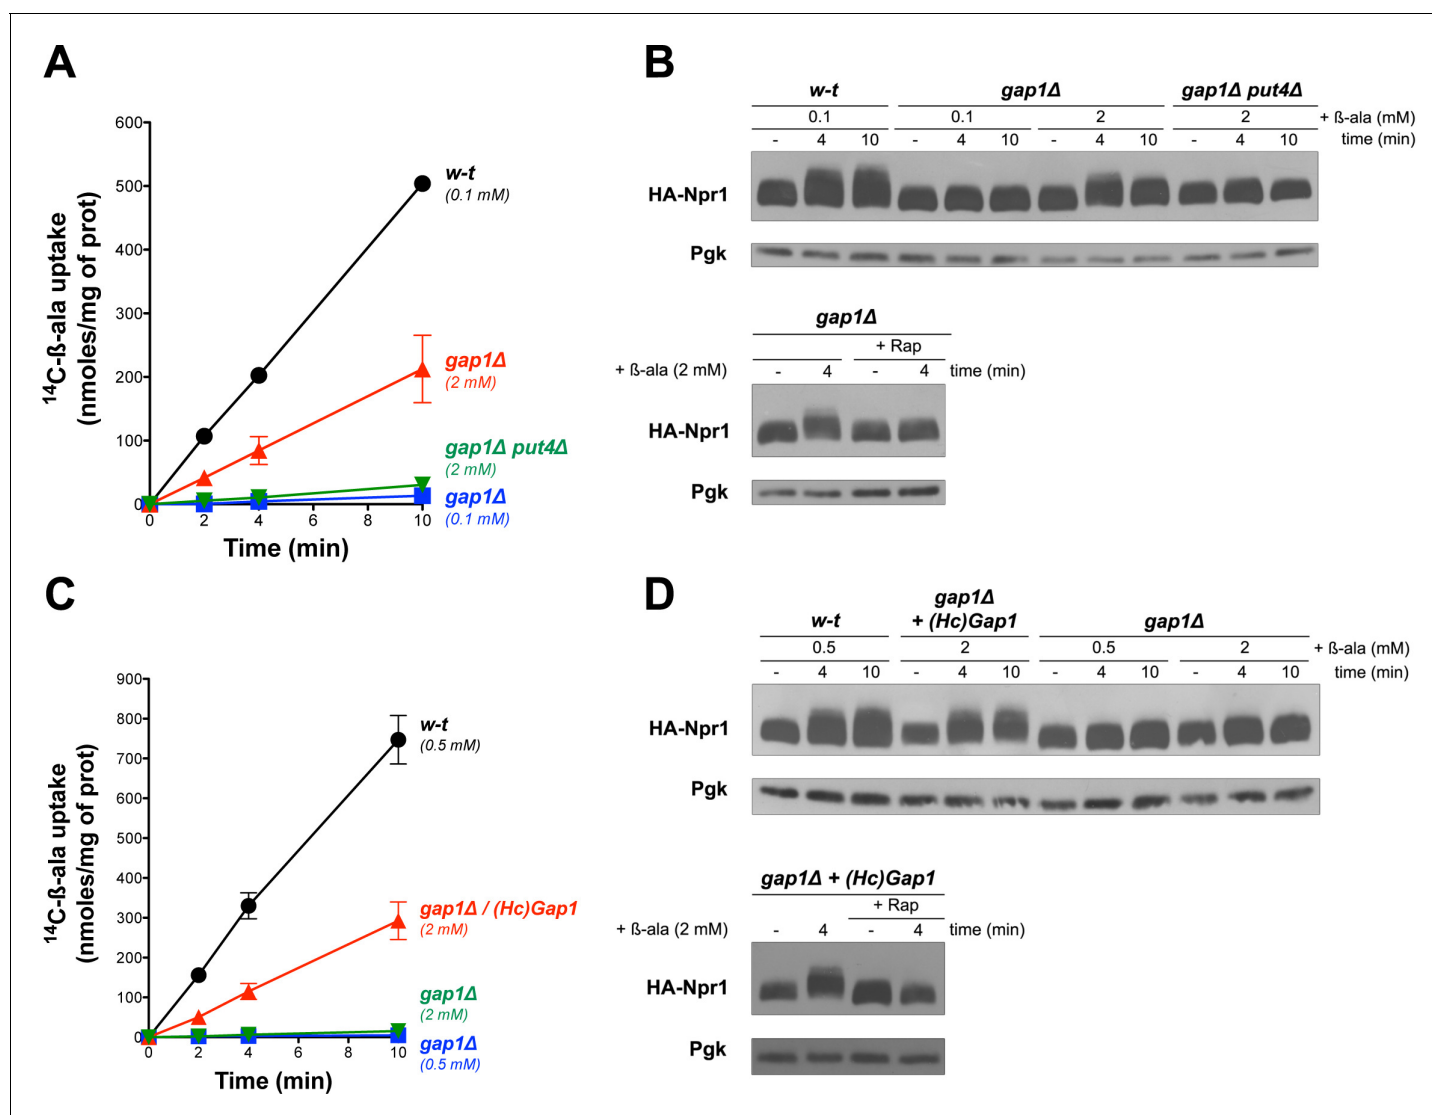 A
600
500
400
300
200
100
0
0 2 4 6 8 10
14C-ß-ala uptake
(nmoles/mg of prot)
Time (min)
w-t
(0.1 mM)
gap1Δ
(2 mM)
gap1Δ put4Δ
(2 mM)
gap1Δ
(0.1 mM)
B
w-t gap1Δ gap1Δ put4Δ
0.1 0.1 2 2 + ß-ala (mM)
- 4 10 - 4 10 - 4 10 - 4 10 time (min)
HA-Npr1
Pgk
gap1Δ
+ Rap
+ ß-ala (2 mM) - 4 - 4 time (min)
HA-Npr1
Pgk
C
900
800
700
600
500
400
300
200
100
0
0 2 4 6 8 10
14C-ß-ala uptake
(nmoles/mg of prot)
Time (min)
w-t
(0.5 mM)
gap1Δ / (Hc)Gap1
(2 mM)
gap1Δ
(2 mM)
gap1Δ
(0.5 mM)
D
gap1Δ
w-t + (Hc)Gap1 gap1Δ
0.5 2 0.5 2 + ß-ala (mM)
- 4 10 - 4 10 - 4 10 - 4 10 time (min)
HA-Npr1
Pgk
gap1Δ + (Hc)Gap1
+ Rap
+ ß-ala (2 mM) - 4 - 4 time (min)
HA-Npr1
Pgk